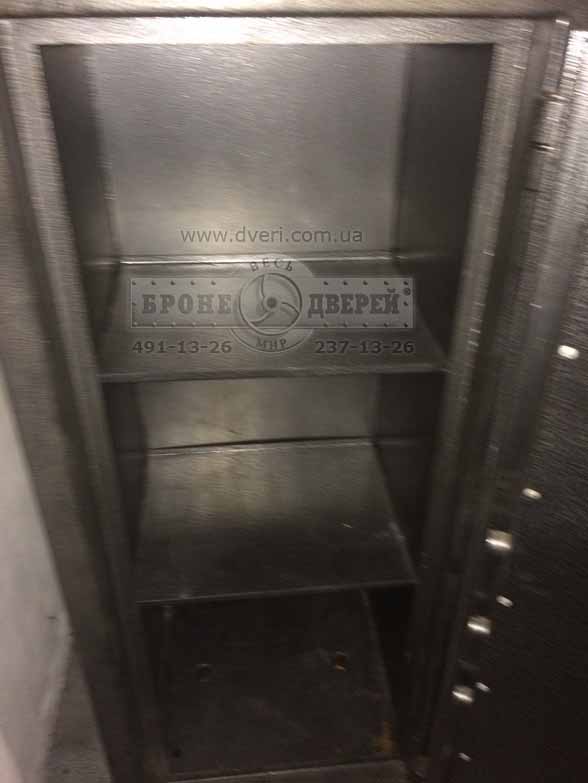 www.dveri.com.ua
ВЕСЬ
БРОНЕ ДВЕРЕЙ®
МИР
491-13-26 237-13-26